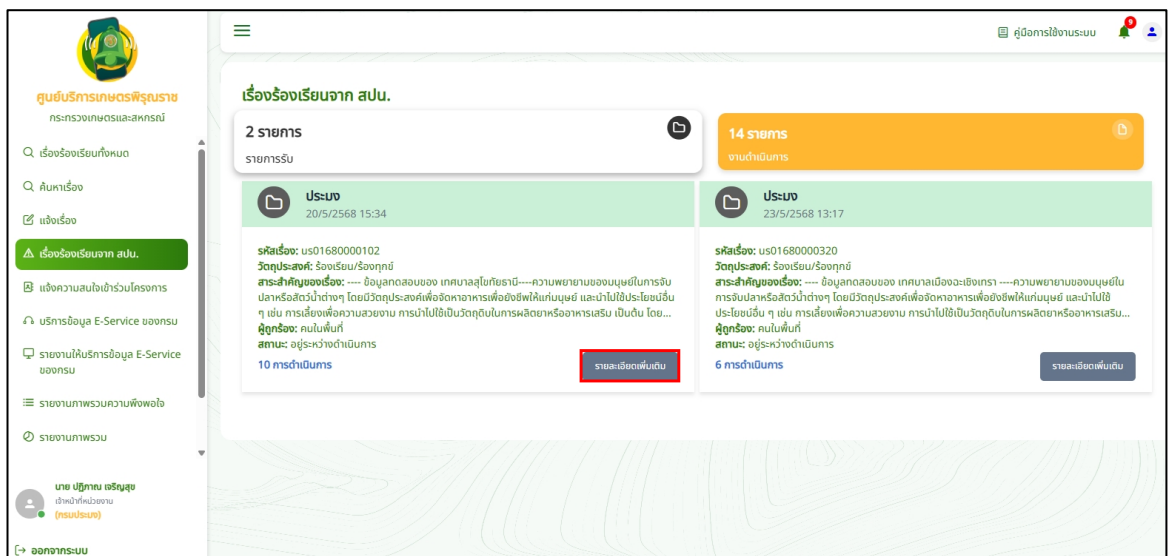 คู่มือการใช้งานระบบ
9
ศูนย์บริการเกษตรพิรุณราช
กระทรวงเกษตรและสหกรณ์
เรื่องร้องเรียนทั้งหมด
ค้นหาเรื่อง
แจ้งเรื่อง
เรื่องร้องเรียนจาก สปน.
แจ้งความสนใจเข้าร่วมโครงการ
บริการข้อมูล E-Service ของกรม
รายงานให้บริการข้อมูล E-Service
ของกรม
รายงานภาพรวมความพึงพอใจ
รายงานภาพรวม
นาย ปฏิภาณ เจริญสุข
เจ้าหน้าที่หน่วยงาน
(กรมประมง)
ออกจากระบบ
เรื่องร้องเรียนจาก สปน.
2 รายการ
รายการรับ
14 รายการ
งานดำเนินการ
ประมง
20/5/2568 15:34
รหัสเรื่อง: us01680000102
วัตถุประสงค์: ร้องเรียน/ร้องทุกข์
สาระสำคัญของเรื่อง: ---- ข้อมูลทดสอบของ เทศบาลสุโขทัยธานี----ความพยายามของมนุษย์ในการจับ
ปลาหรือสัตว์น้ำต่างๆ โดยมีวัตถุประสงค์เพื่อจัดหาอาหารเพื่อยังชีพให้แก่มนุษย์ และนำไปใช้ประโยชน์อื่น
ๆ เช่น การเลี้ยงเพื่อความสวยงาม การนำไปใช้เป็นวัตถุดิบในการผลิตยาหรืออาหารเสริม เป็นต้น โดย...
ผู้ถูกร้อง: คนในพื้นที่
สถานะ: อยู่ระหว่างดำเนินการ
10 การดำเนินการ
รายละเอียดเพิ่มเติม
ประมง
23/5/2568 13:17
รหัสเรื่อง: us01680000320
วัตถุประสงค์: ร้องเรียน/ร้องทุกข์
สาระสำคัญของเรื่อง: ---- ข้อมูลทดสอบของ เทศบาลเมืองฉะเชิงเทรา ----ความพยายามของมนุษย์ใน
การจับปลาหรือสัตว์น้ำต่างๆ โดยมีวัตถุประสงค์เพื่อจัดหาอาหารเพื่อยังชีพให้แก่มนุษย์ และนำไปใช้
ประโยชน์อื่น ๆ เช่น การเลี้ยงเพื่อความสวยงาม การนำไปใช้เป็นวัตถุดิบในการผลิตยาหรืออาหารเสริม...
ผู้ถูกร้อง: คนในพื้นที่
สถานะ: อยู่ระหว่างดำเนินการ
6 การดำเนินการ
รายละเอียดเพิ่มเติม